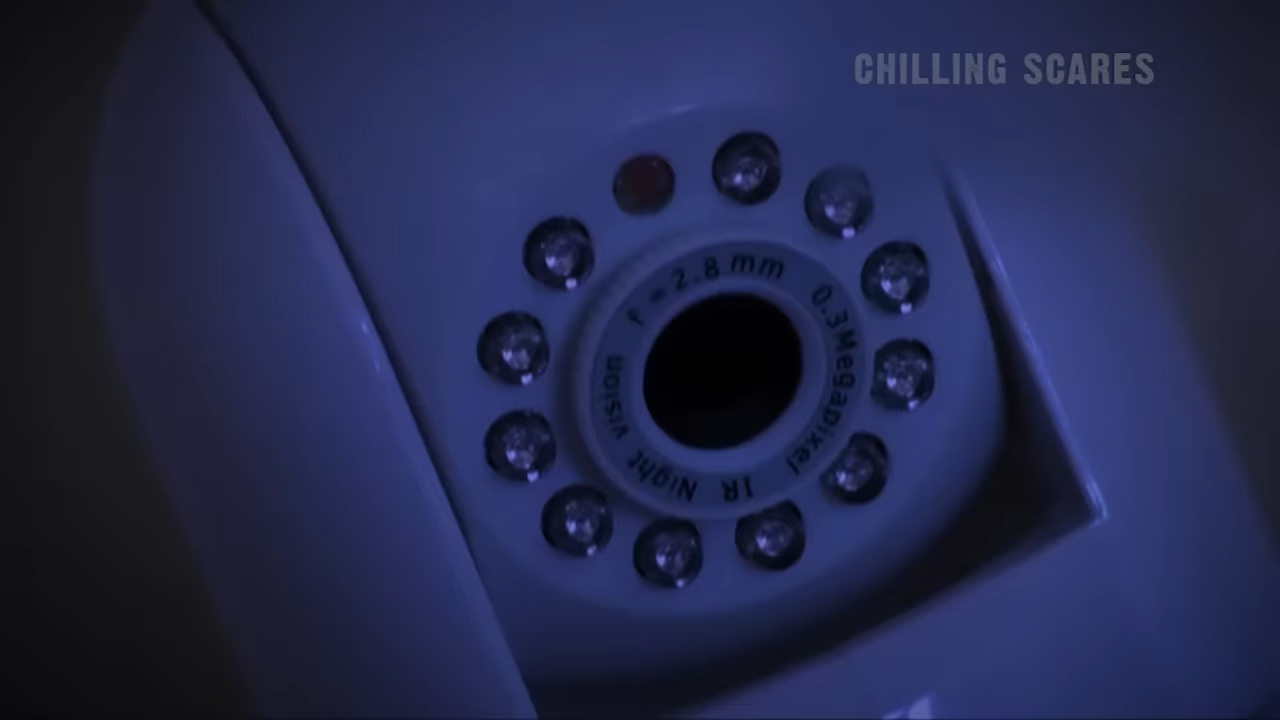 CHILLING SCARES
f = 2.8 mm
0.3Megapixel
IR Night vision